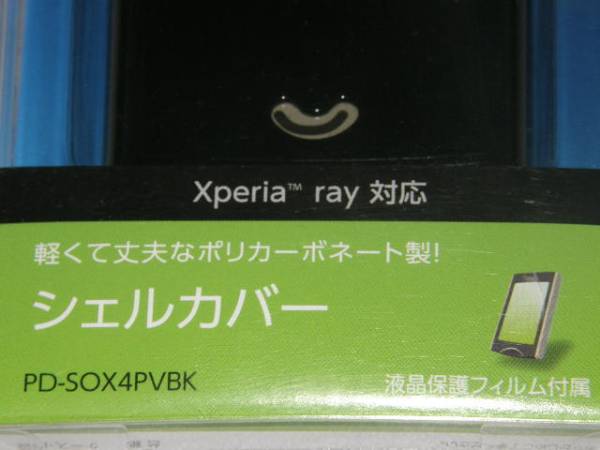 Xperia™ ray 対応
軽くて丈夫なポリカーボネート製!
シェルカバー
PD-SOX4PVBK
液晶保護フィルム付属